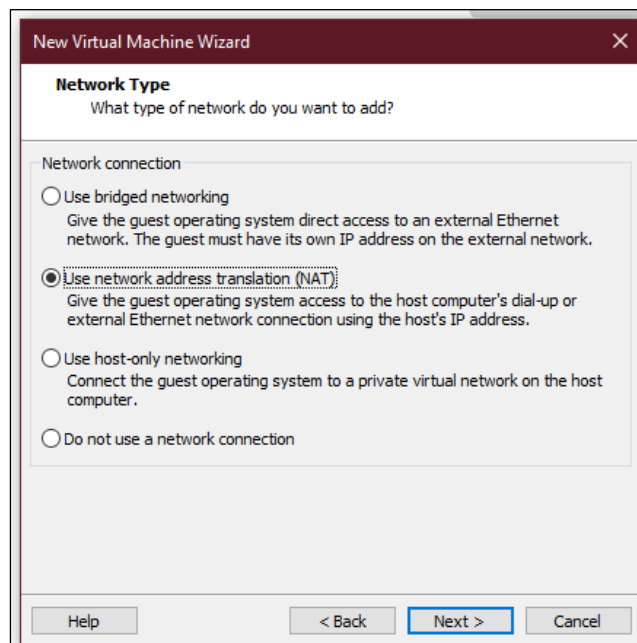 New Virtual Machine Wizard
Network Type
What type of network do you want to add?
Network connection
Use bridged networking
Give the guest operating system direct access to an external Ethernet
network. The guest must have its own IP address on the external network.
Use network address translation (NAT)
Give the guest operating system access to the host computer's dial-up or
external Ethernet network connection using the host's IP address.
Use host-only networking
Connect the guest operating system to a private virtual network on the host
computer.
Do not use a network connection
Help
< Back
Next >
Cancel